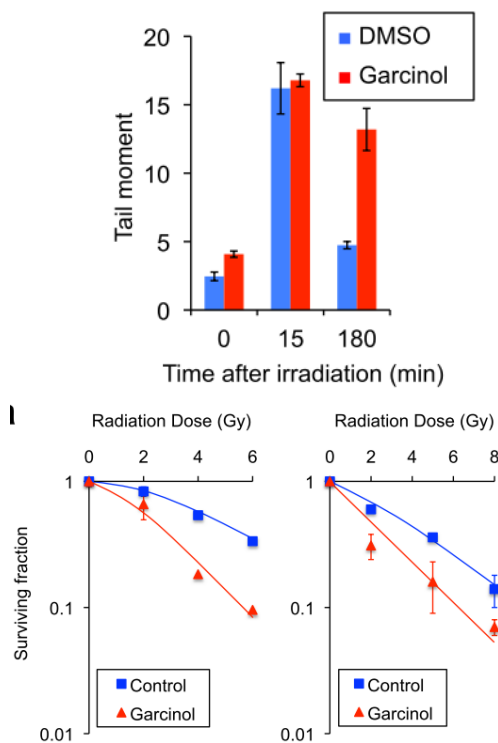 20
15
10
5
0
Tail moment
DMSO
Garcinol
0 15 180
Time after irradiation (min)
Radiation Dose (Gy)
0 2 4 6
1
0.1
0.01
Surviving fraction
Control
Garcinol
Radiation Dose (Gy)
0 2 4 6 8
1
0.1
0.01
Control
Garcinol